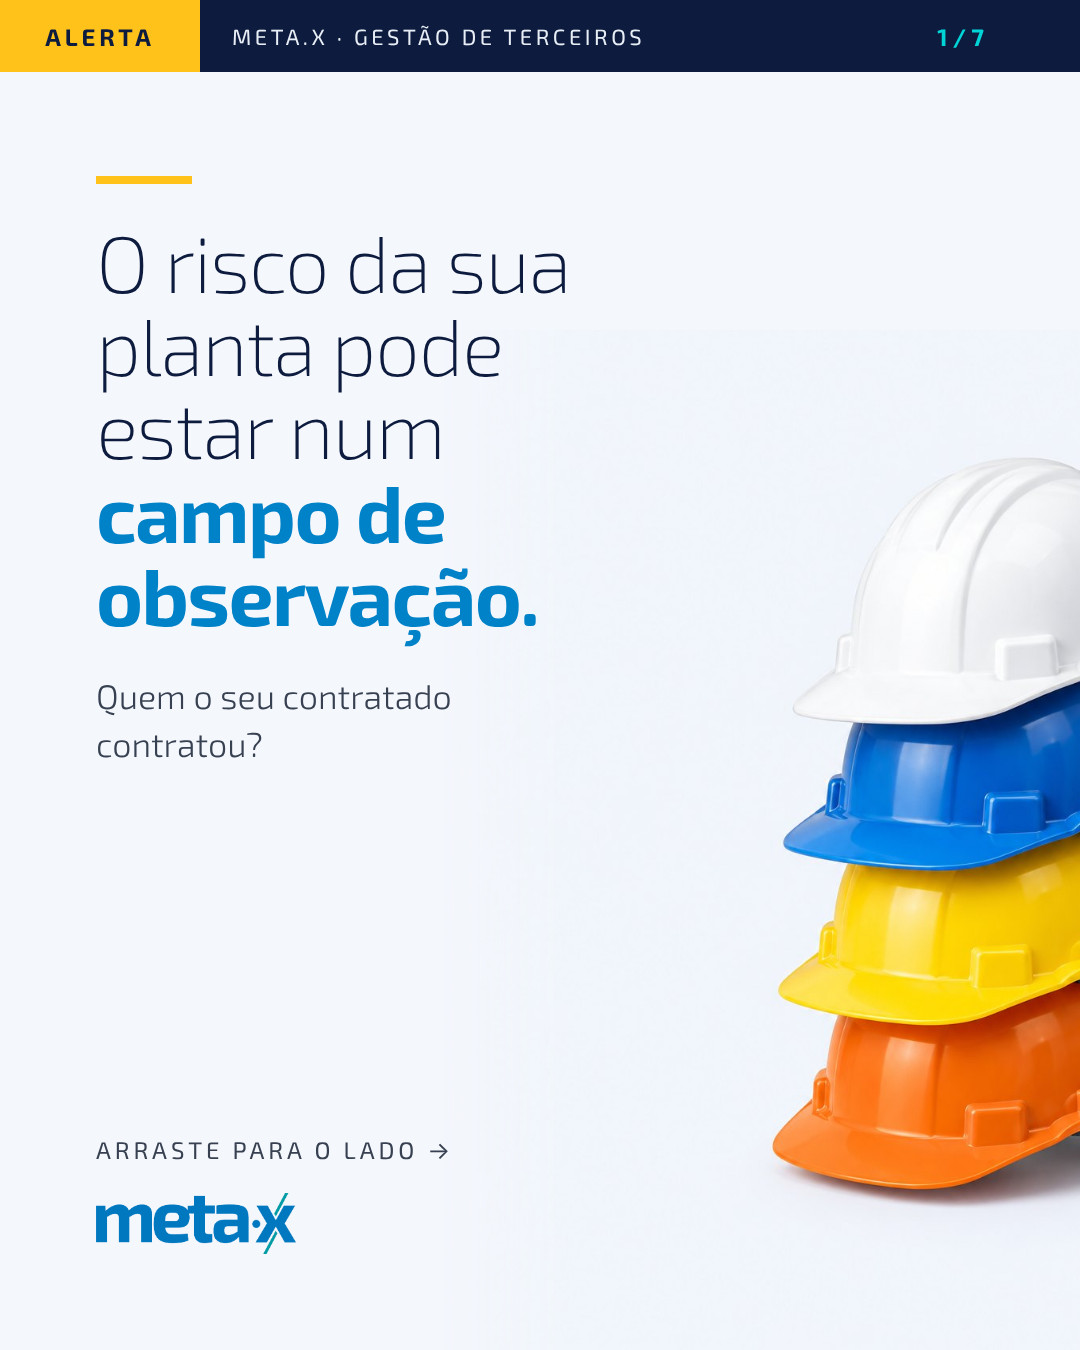 ALERTA
META.X · GESTÃO DE TERCEIROS
1/7
O risco da sua
planta pode
estar num
campo de
observação.
Quem o seu contratado
contratou?
ARRASTE PARA O LADO →
meta·x